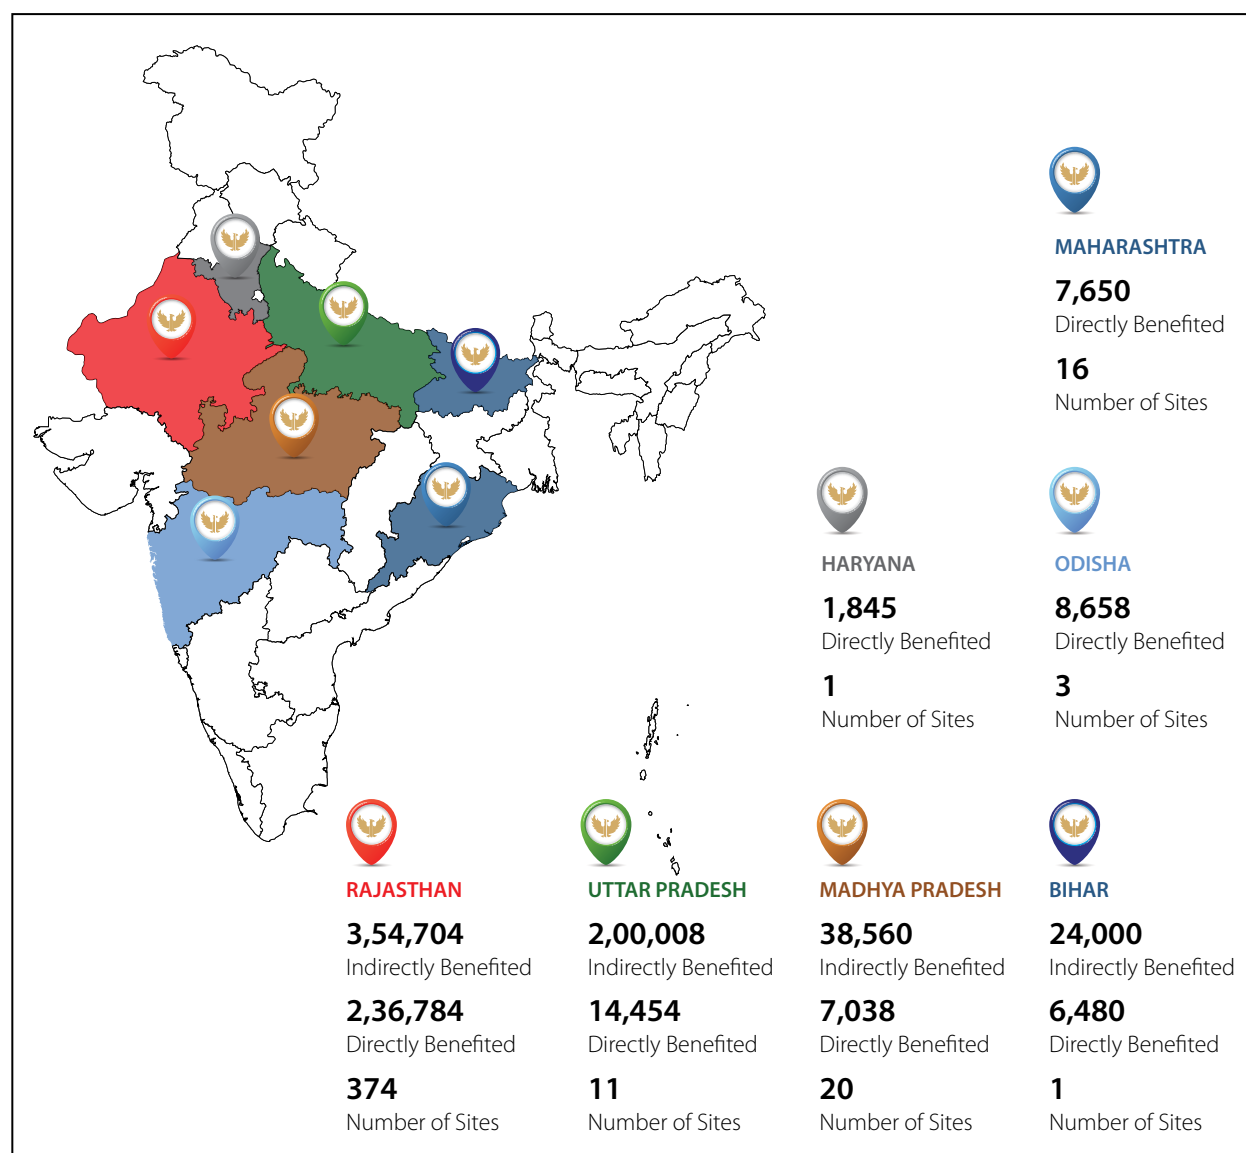 MAHARASHTRA
7,650
Directly Benefited
16
Number of Sites
HARYANA
1,845
Directly Benefited
1
Number of Sites
ODISHA
8,658
Directly Benefited
3
Number of Sites
RAJASTHAN
3,54,704
Indirectly Benefited
2,36,784
Directly Benefited
374
Number of Sites
UTTAR PRADESH
2,00,008
Indirectly Benefited
14,454
Directly Benefited
11
Number of Sites
MADHYA PRADESH
38,560
Indirectly Benefited
7,038
Directly Benefited
20
Number of Sites
BIHAR
24,000
Indirectly Benefited
6,480
Directly Benefited
1
Number of Sites